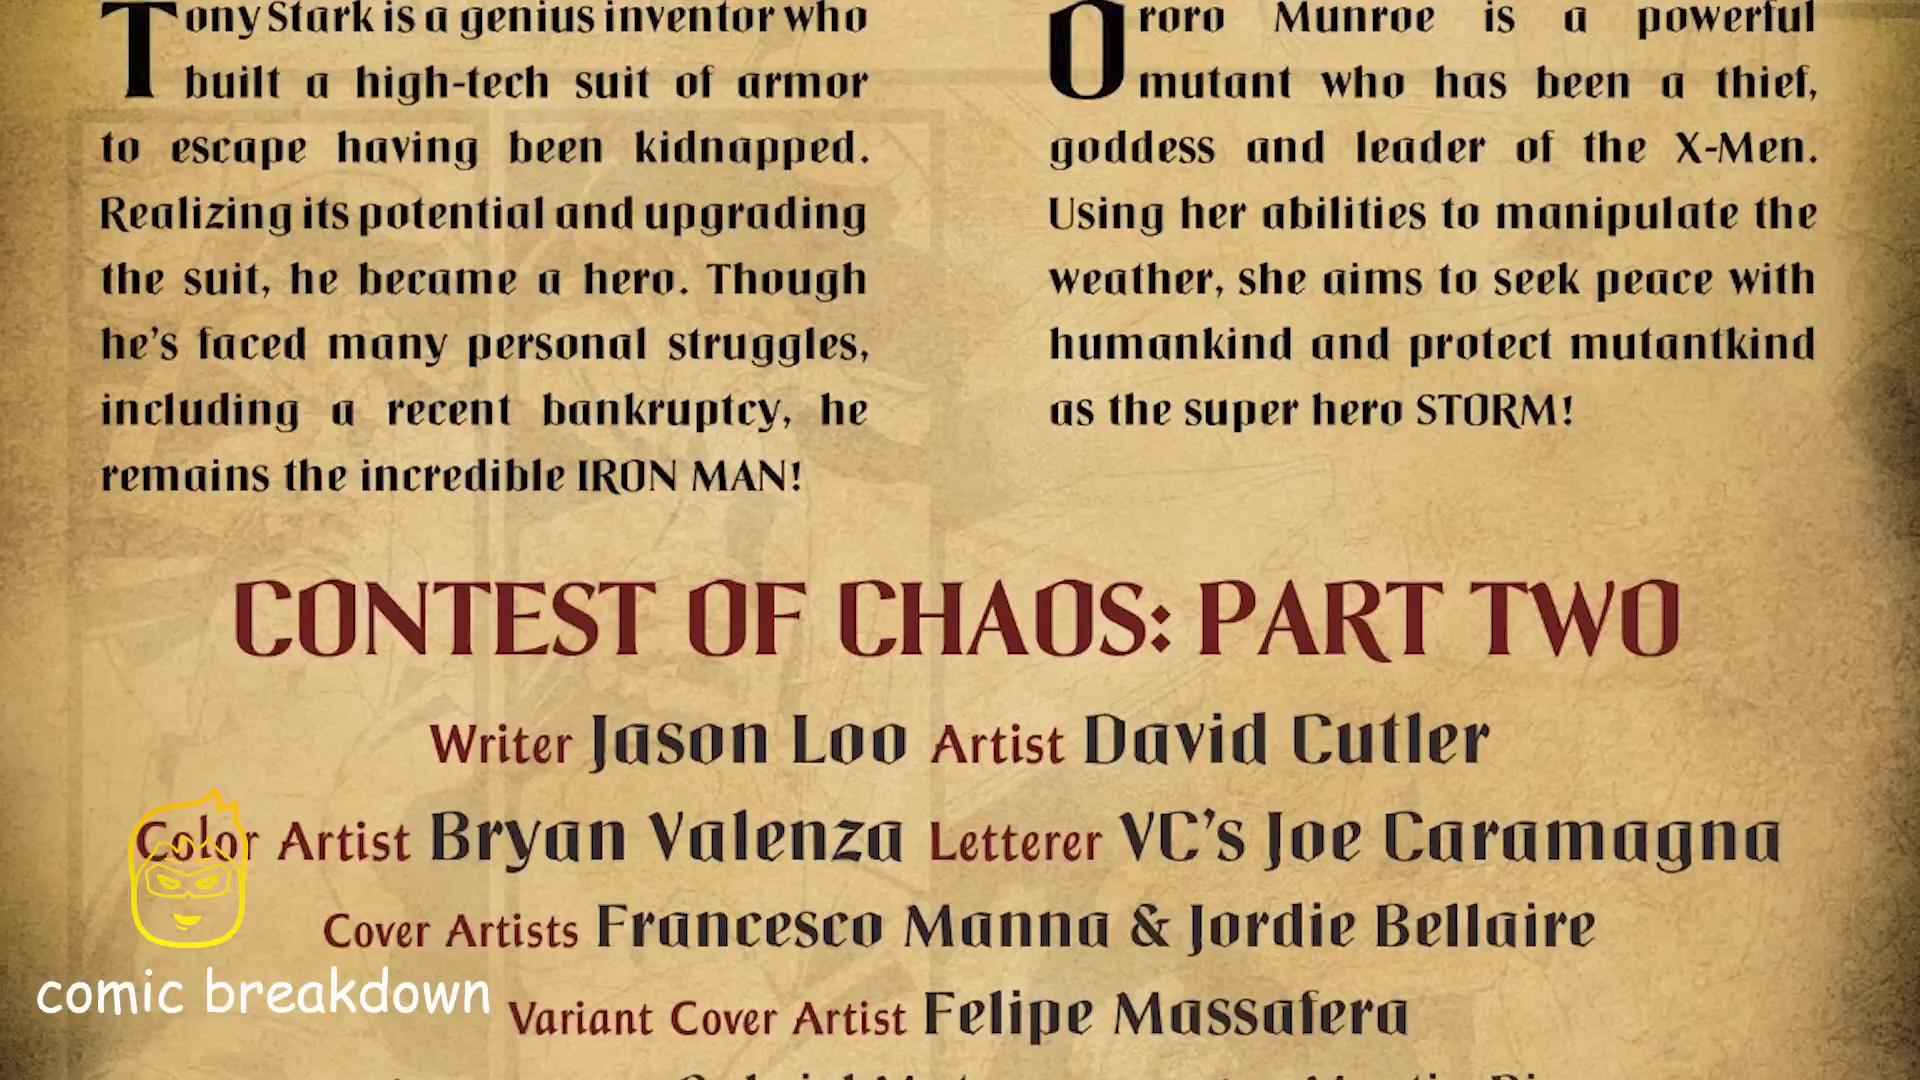 Tony Stark is a genius inventor who
built a high-tech suit of armor
to escape having been kidnapped.
Realizing its potential and upgrading
the suit, he became a hero. Though
he's faced many personal struggles,
including a recent bankruptcy, he
remains the incredible IRON MAN!
Ororo Munroe is a powerful
mutant who has been a thief,
goddess and leader of the X-Men.
Using her abilities to manipulate the
weather, she aims to seek peace with
humankind and protect mutantkind
as the super hero STORM!
CONTEST OF CHAOS: PART TWO
Writer Jason Loo Artist David Cutler
Color Artist Bryan Valenza Letterer VC's Joe Caramagna
Cover Artists Francesco Manna & Jordie Bellaire
Variant Cover Artist Felipe Massafera
comic breakdown